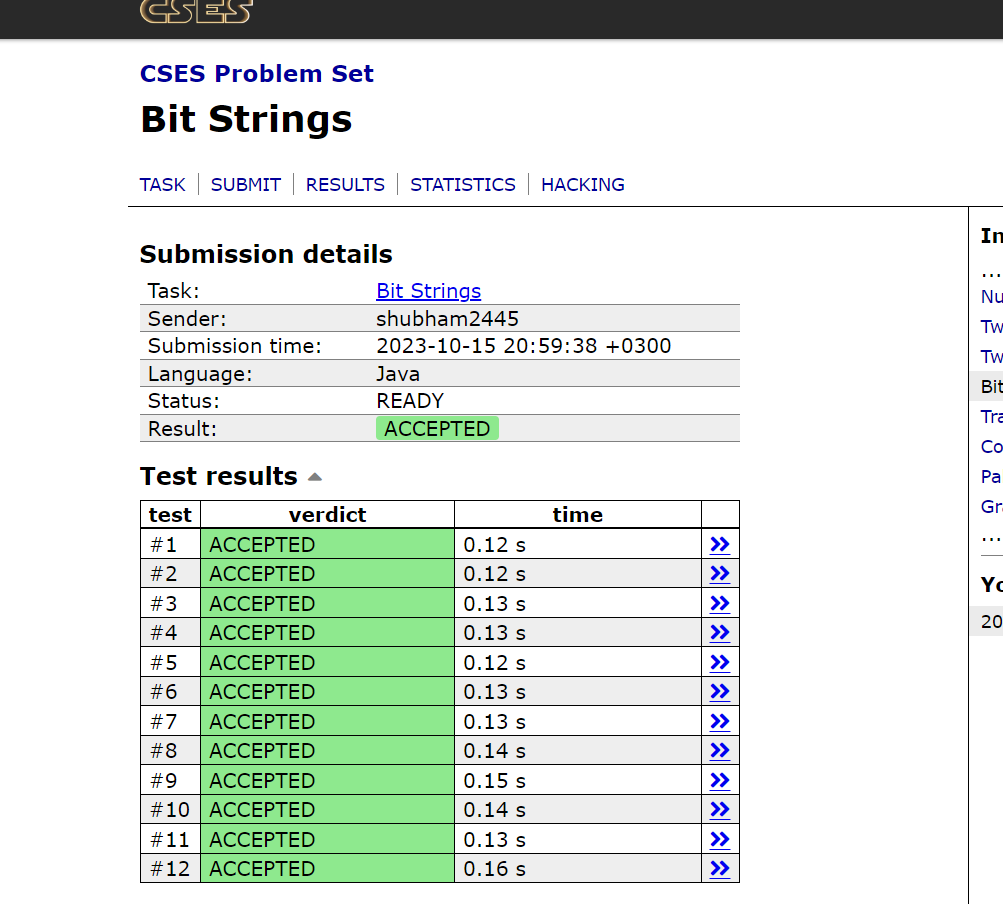 CSES
CSES Problem Set
Bit Strings
TASK SUBMIT RESULTS STATISTICS HACKING
Submission details
Task: Bit Strings
Sender: shubham2445
Submission time: 2023-10-15 20:59:38 +0300
Language: Java
Status: READY
Result: ACCEPTED
Test results
test verdict time
#1 ACCEPTED 0.12 s »
#2 ACCEPTED 0.12 s »
#3 ACCEPTED 0.13 s »
#4 ACCEPTED 0.13 s »
#5 ACCEPTED 0.12 s »
#6 ACCEPTED 0.13 s »
#7 ACCEPTED 0.13 s »
#8 ACCEPTED 0.14 s »
#9 ACCEPTED 0.15 s »
#10 ACCEPTED 0.14 s »
#11 ACCEPTED 0.13 s »
#12 ACCEPTED 0.16 s »
In
...
Nu
Tw
Tw
Bit
Tra
Co
Pa
Gr
...
Yo
20